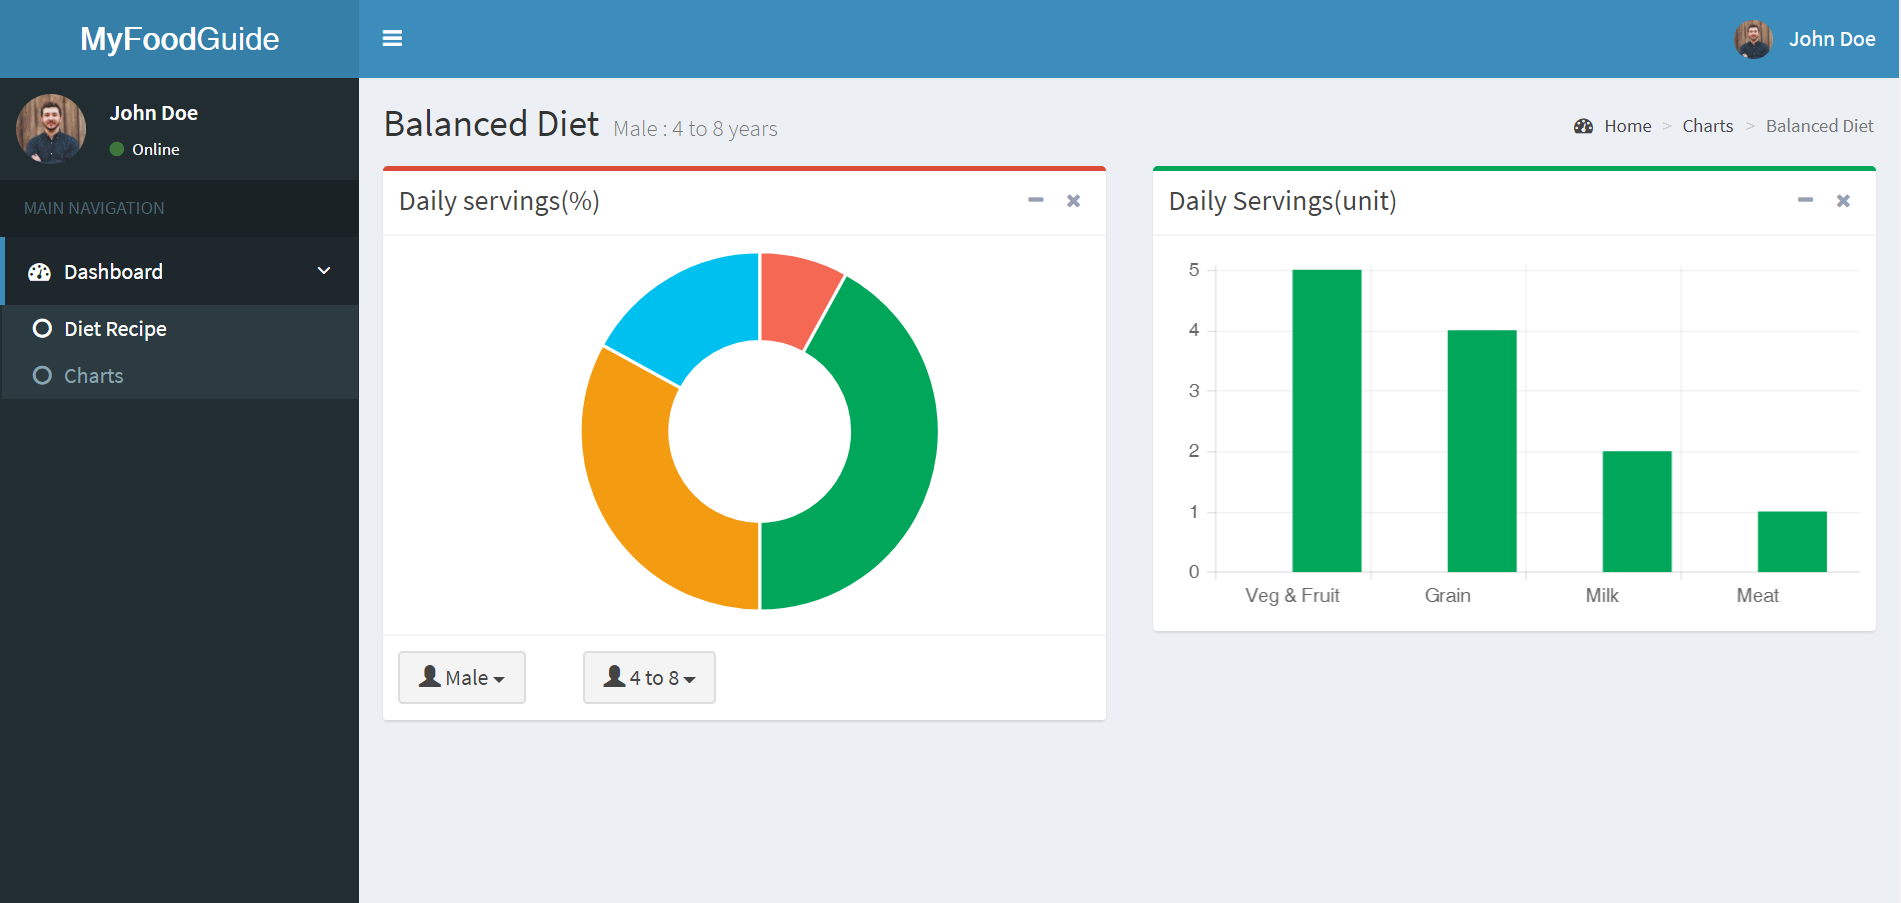 MyFoodGuide
John Doe
John Doe
Online
MAIN NAVIGATION
Dashboard
Diet Recipe
Charts
Balanced Diet Male : 4 to 8 years
Home > Charts > Balanced Diet
Daily servings(%)
Male
4 to 8
Daily Servings(unit)
5
4
3
2
1
0
Veg & Fruit Grain Milk Meat